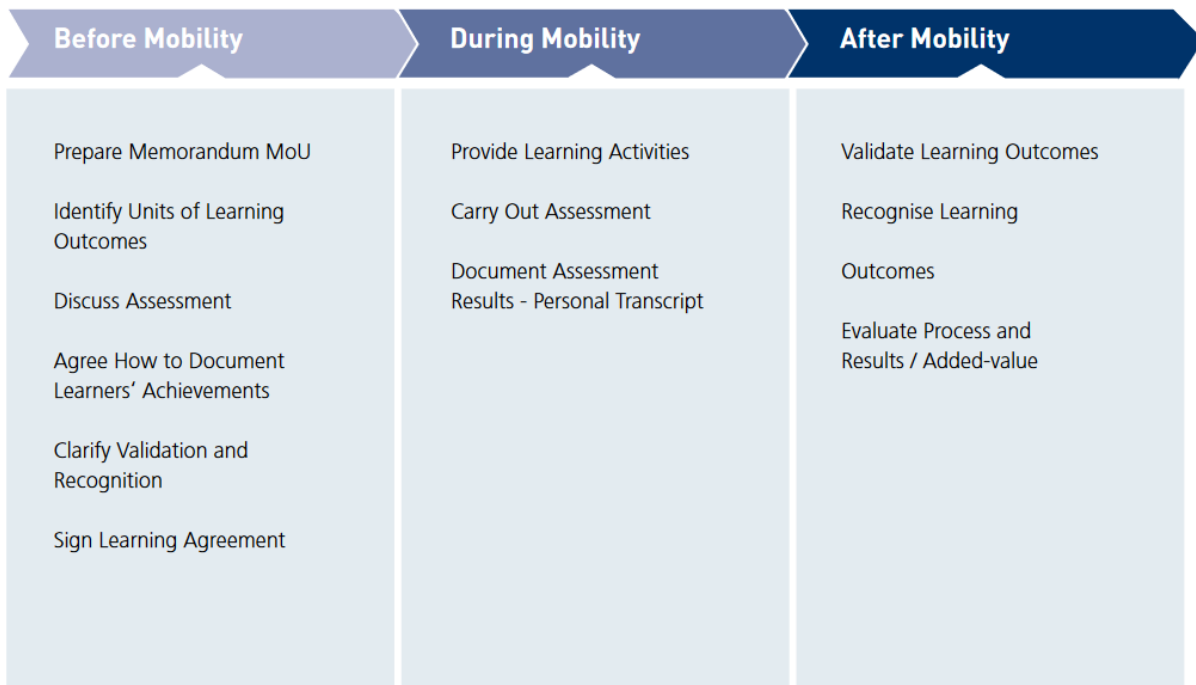 Before Mobility
Prepare Memorandum MoU
Identify Units of Learning
Outcomes
Discuss Assessment
Agree How to Document
Learners‘ Achievements
Clarify Validation and
Recognition
Sign Learning Agreement
During Mobility
Provide Learning Activities
Carry Out Assessment
Document Assessment
Results - Personal Transcript
After Mobility
Validate Learning Outcomes
Recognise Learning
Outcomes
Evaluate Process and
Results / Added-value